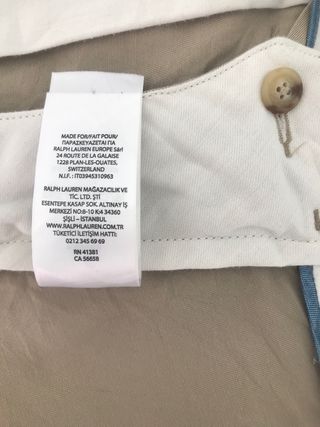 MADE FOR/FAIT POUR/
ΠΑΡΑΣΚΕΥΑΖΕΤΑΙ ΓΙΑ
RALPH LAUREN EUROPE Sàrl
24 ROUTE DE LA GALAISE
1228 PLAN-LES-OUATES,
SWITZERLAND
N.I.F. : IT03945310963
RALPH LAUREN MAĞAZACILIK VE
TİC. LTD. ŞTİ
ESENTEPE KASAP SOK. ALTINAY İŞ
MERKEZİ NO:8-10 K:4 34360
ŞİŞLİ – İSTANBUL
WWW.RALPHLAUREN.COM.TR
TÜKETİCİ İLETİŞİM HATTI:
0212 345 69 69
RN 41381
CA 56658